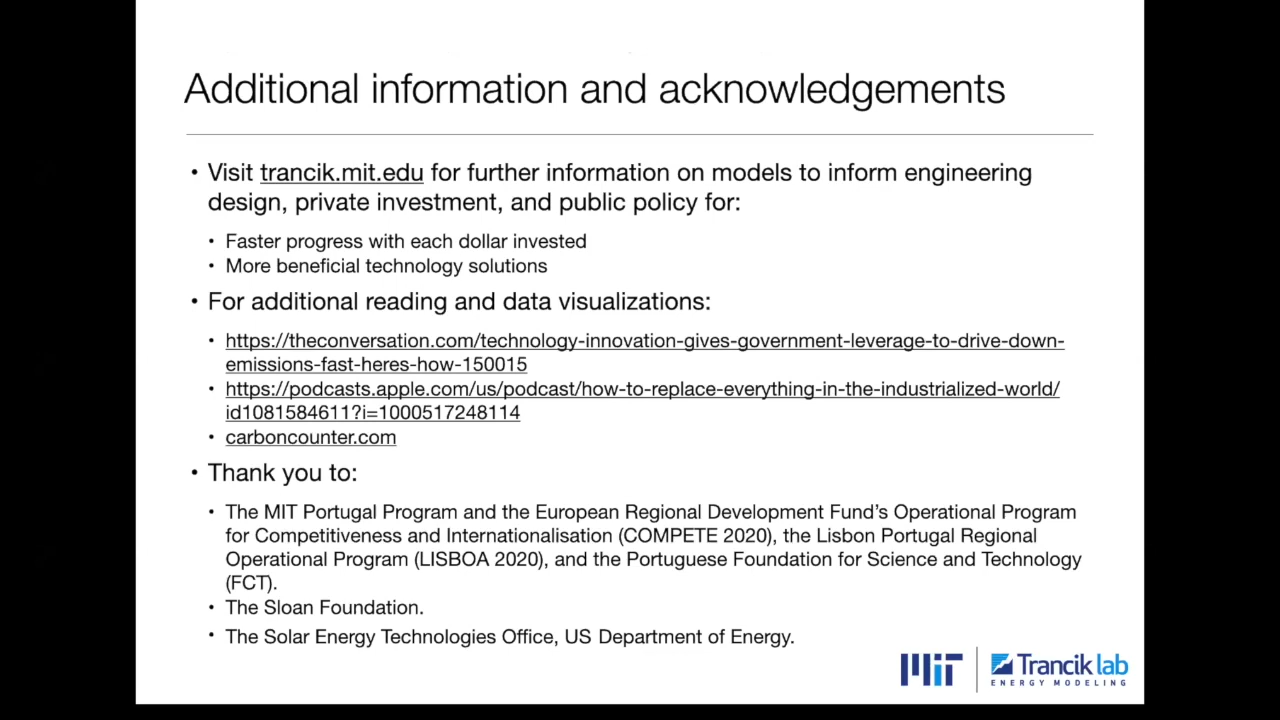 Additional information and acknowledgements
• Visit trancik.mit.edu for further information on models to inform engineering
design, private investment, and public policy for:
• Faster progress with each dollar invested
• More beneficial technology solutions
• For additional reading and data visualizations:
• https://theconversation.com/technology-innovation-gives-government-leverage-to-drive-down-
emissions-fast-heres-how-150015
• https://podcasts.apple.com/us/podcast/how-to-replace-everything-in-the-industrialized-world/
id1081584611?i=1000517248114
• carboncounter.com
• Thank you to:
• The MIT Portugal Program and the European Regional Development Fund’s Operational Program
for Competitiveness and Internationalisation (COMPETE 2020), the Lisbon Portugal Regional
Operational Program (LISBOA 2020), and the Portuguese Foundation for Science and Technology
(FCT).
• The Sloan Foundation.
• The Solar Energy Technologies Office, US Department of Energy.
MIT
Trancik lab
ENERGY MODELING